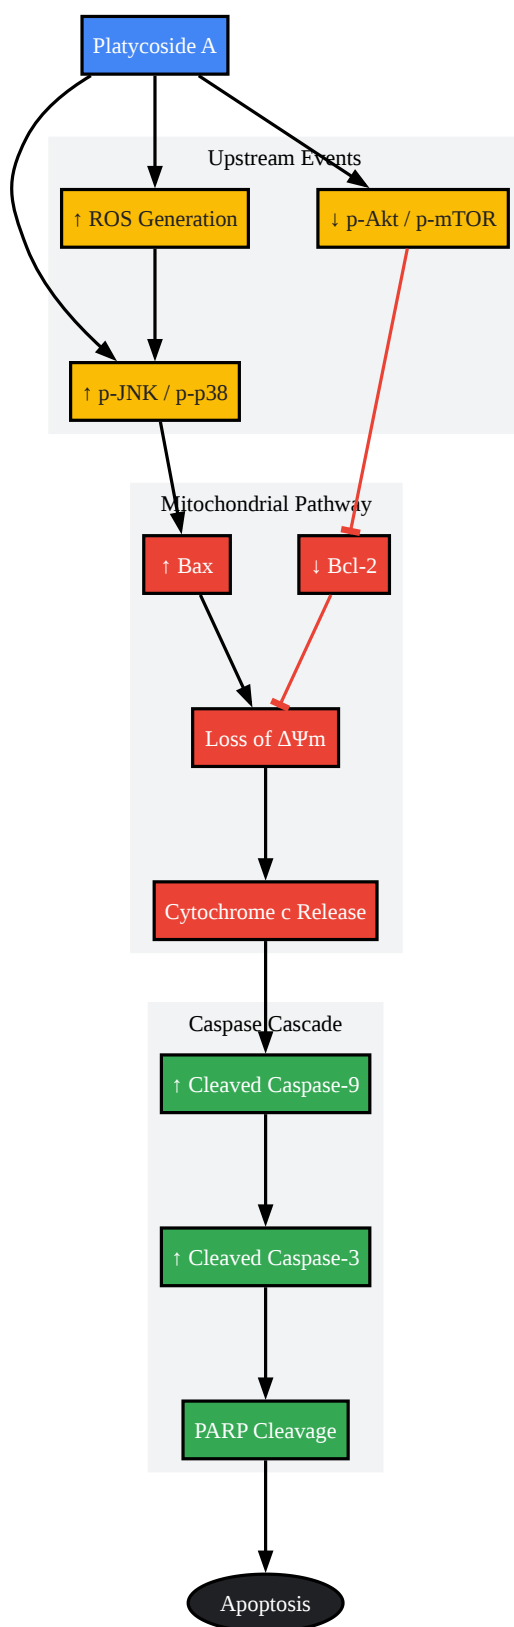 Platycoside A
Upstream Events
↑ ROS Generation
↓ p-Akt / p-mTOR
↑ p-JNK / p-p38
Mitochondrial Pathway
↑ Bax
↓ Bcl-2
Loss of ΔΨm
Cytochrome c Release
Caspase Cascade
↑ Cleaved Caspase-9
↑ Cleaved Caspase-3
PARP Cleavage
Apoptosis